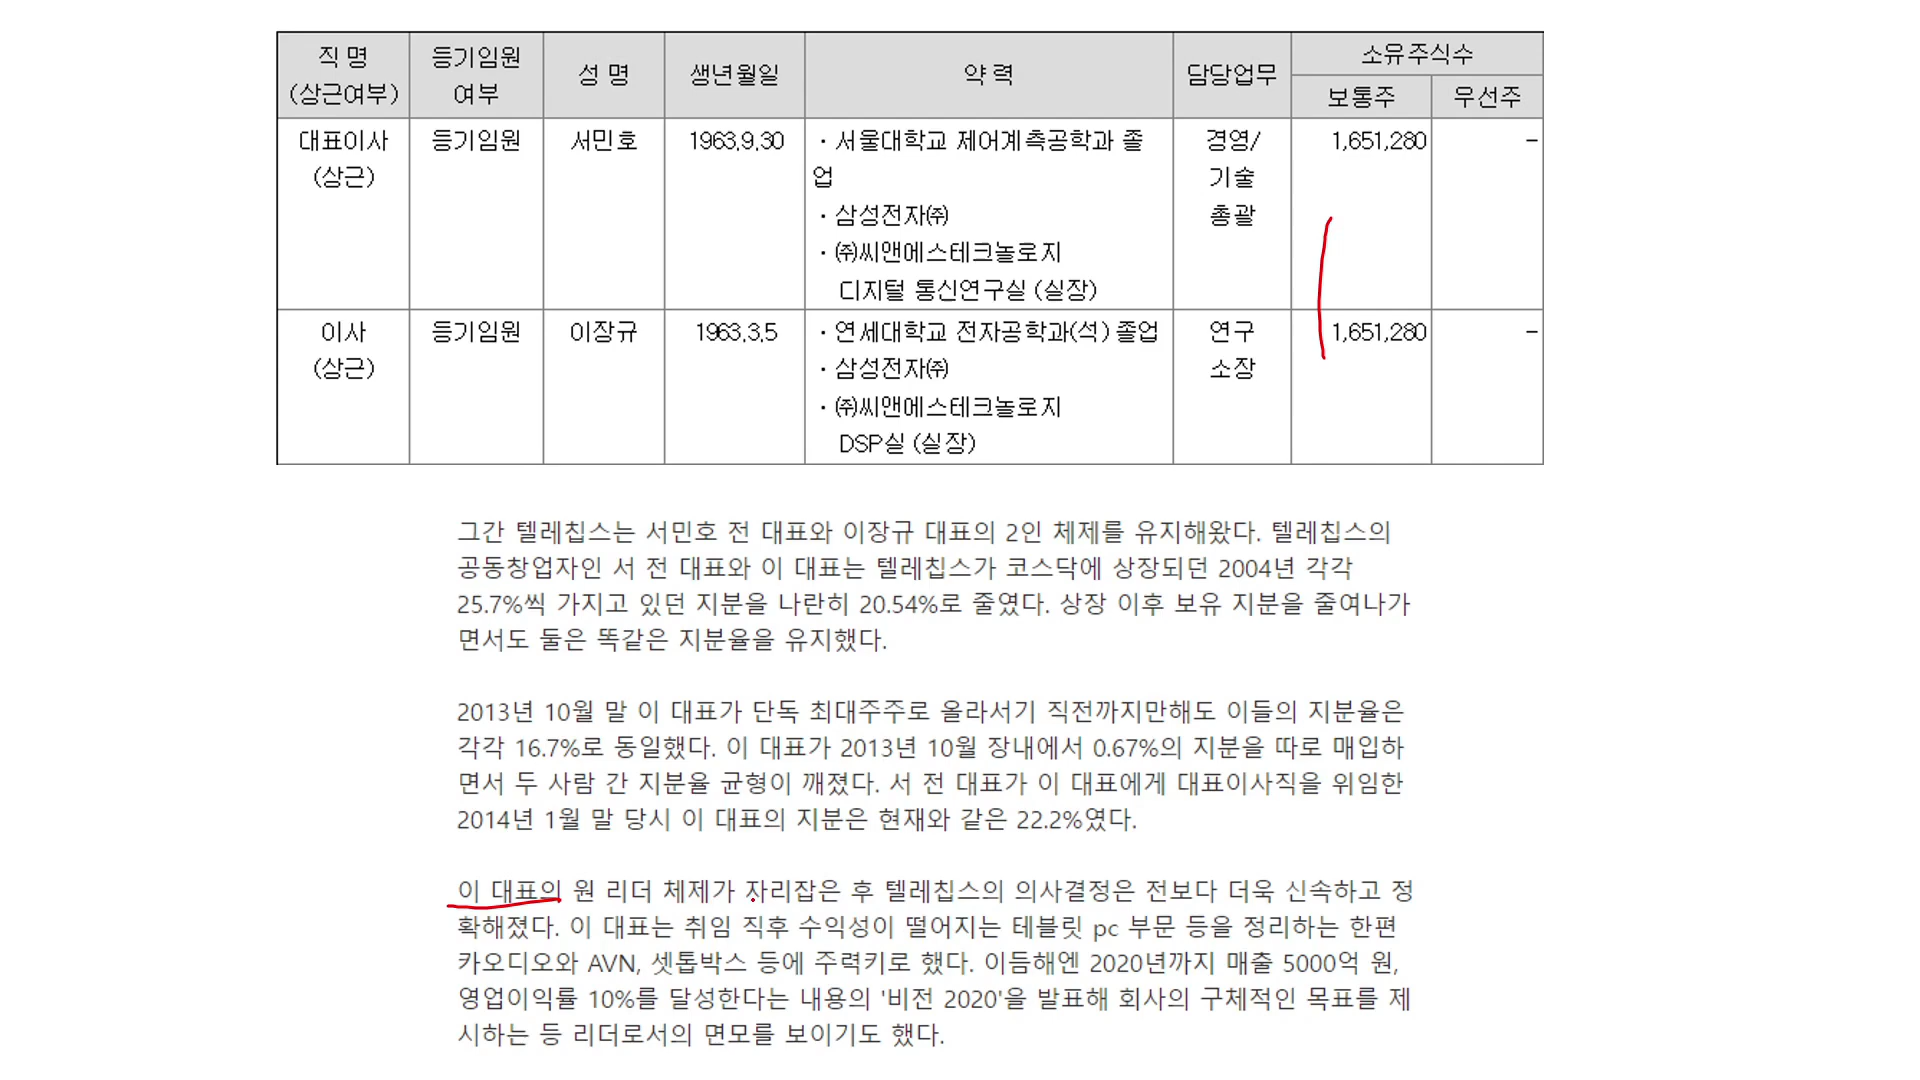 직 명
(상근여부)
등기임원
여부
성 명
생년월일
약 력
담당업무
소유주식수
보통주
우선주
대표이사
(상근)
등기임원
서민호
1963.9.30
· 서울대학교 제어계측공학과 졸
업
· 삼성전자㈜
· ㈜씨앤에스테크놀로지
디지털 통신연구실 (실장)
경영/
기술
총괄
1,651,280
-
이사
(상근)
등기임원
이장규
1963.3.5
· 연세대학교 전자공학과(석) 졸업
· 삼성전자㈜
· ㈜씨앤에스테크놀로지
DSP실 (실장)
연구
소장
1,651,280
-
그간 텔레칩스는 서민호 전 대표와 이장규 대표의 2인 체제를 유지해왔다. 텔레칩스의
공동창업자인 서 전 대표와 이 대표는 텔레칩스가 코스닥에 상장되던 2004년 각각
25.7%씩 가지고 있던 지분을 나란히 20.54%로 줄였다. 상장 이후 보유 지분을 줄여나가
면서도 둘은 똑같은 지분율을 유지했다.
2013년 10월 말 이 대표가 단독 최대주주로 올라서기 직전까지만해도 이들의 지분율은
각각 16.7%로 동일했다. 이 대표가 2013년 10월 장내에서 0.67%의 지분을 따로 매입하
면서 두 사람 간 지분율 균형이 깨졌다. 서 전 대표가 이 대표에게 대표이사직을 위임한
2014년 1월 말 당시 이 대표의 지분은 현재와 같은 22.2%였다.
이 대표의 원 리더 체제가 자리잡은 후 텔레칩스의 의사결정은 전보다 더욱 신속하고 정
확해졌다. 이 대표는 취임 직후 수익성이 떨어지는 테블릿 pc 부문 등을 정리하는 한편
카오디오와 AVN, 셋톱박스 등에 주력키로 했다. 이듬해엔 2020년까지 매출 5000억 원,
영업이익률 10%를 달성한다는 내용의 '비전 2020'을 발표해 회사의 구체적인 목표를 제
시하는 등 리더로서의 면모를 보이기도 했다.